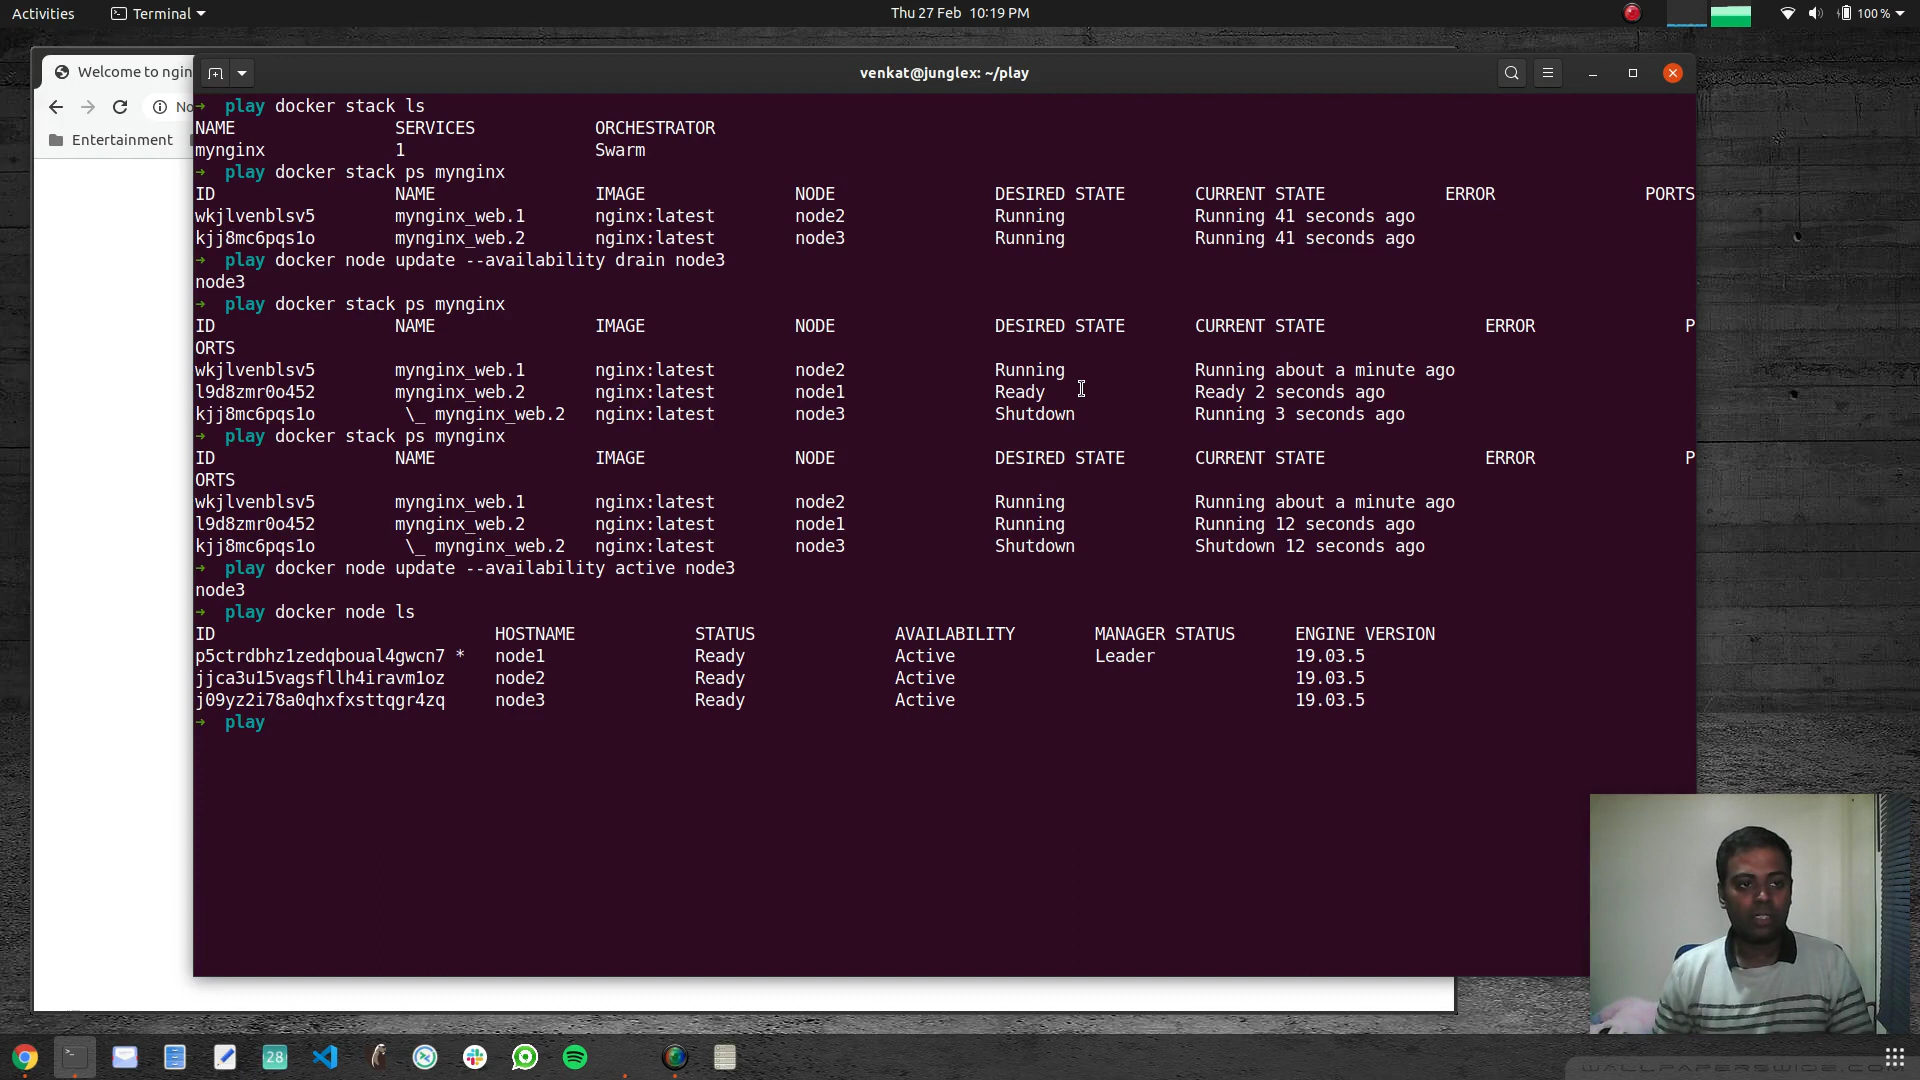 Activities Terminal Thu 27 Feb 10:19 PM 100 %
Welcome to ngin
venkat@junglex: ~/play
No
Entertainment
→ play docker stack ls
NAME SERVICES ORCHESTRATOR
mynginx 1 Swarm
→ play docker stack ps mynginx
ID NAME IMAGE NODE DESIRED STATE CURRENT STATE ERROR PORTS
wkjlvenblsv5 mynginx_web.1 nginx:latest node2 Running Running 41 seconds ago
kjj8mc6pqs1o mynginx_web.2 nginx:latest node3 Running Running 41 seconds ago
→ play docker node update --availability drain node3
node3
→ play docker stack ps mynginx
ID NAME IMAGE NODE DESIRED STATE CURRENT STATE ERROR P
ORTS
wkjlvenblsv5 mynginx_web.1 nginx:latest node2 Running Running about a minute ago
l9d8zmr0o452 mynginx_web.2 nginx:latest node1 Ready Ready 2 seconds ago
kjj8mc6pqs1o \_ mynginx_web.2 nginx:latest node3 Shutdown Running 3 seconds ago
→ play docker stack ps mynginx
ID NAME IMAGE NODE DESIRED STATE CURRENT STATE ERROR P
ORTS
wkjlvenblsv5 mynginx_web.1 nginx:latest node2 Running Running about a minute ago
l9d8zmr0o452 mynginx_web.2 nginx:latest node1 Running Running 12 seconds ago
kjj8mc6pqs1o \_ mynginx_web.2 nginx:latest node3 Shutdown Shutdown 12 seconds ago
→ play docker node update --availability active node3
node3
→ play docker node ls
ID HOSTNAME STATUS AVAILABILITY MANAGER STATUS ENGINE VERSION
p5ctrdbhz1zedqboual4gwcn7 * node1 Ready Active Leader 19.03.5
jjca3u15vagsfllh4iravm1oz node2 Ready Active 19.03.5
j09yz2i78a0qhxfxsttqgr4zq node3 Ready Active 19.03.5
→ play
28
WALLPAPERSWIDE.COM